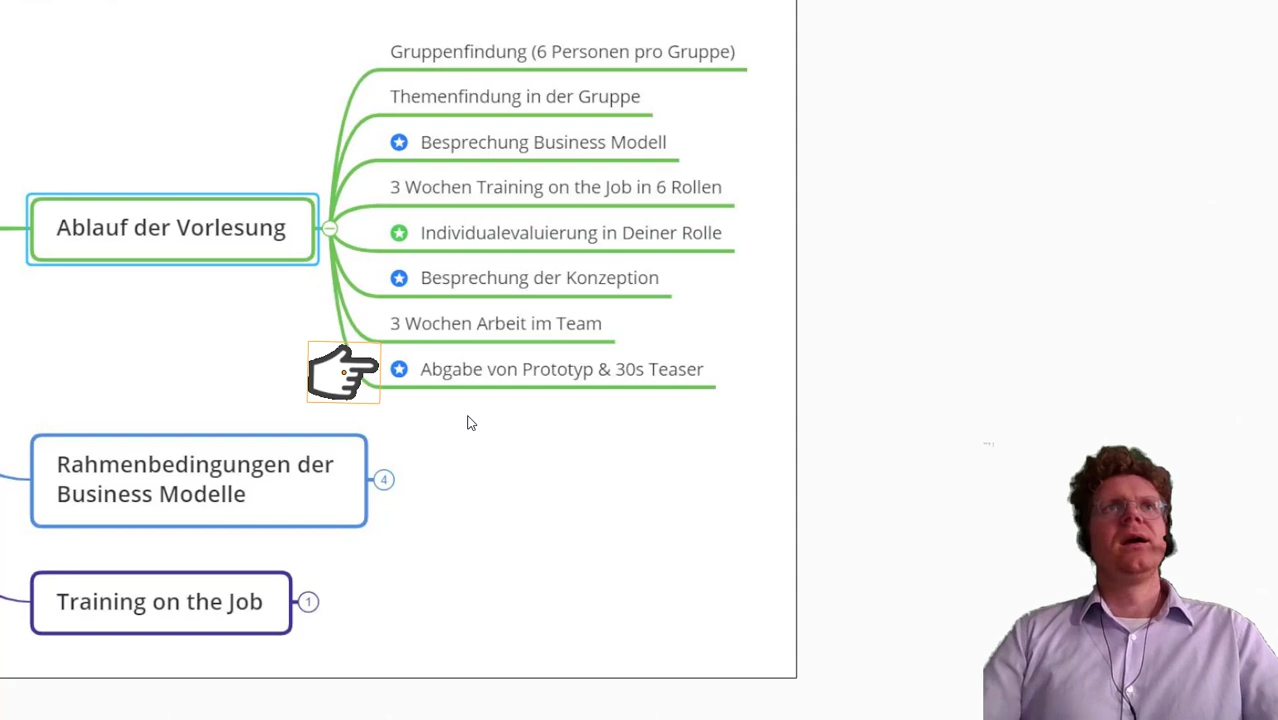 Gruppenfindung (6 Personen pro Gruppe)
Themenfindung in der Gruppe
Besprechung Business Modell
3 Wochen Training on the Job in 6 Rollen
Ablauf der Vorlesung
Individualevaluierung in Deiner Rolle
Besprechung der Konzeption
3 Wochen Arbeit im Team
Abgabe von Prototyp & 30s Teaser
Rahmenbedingungen der
Business Modelle
4
Training on the Job
1